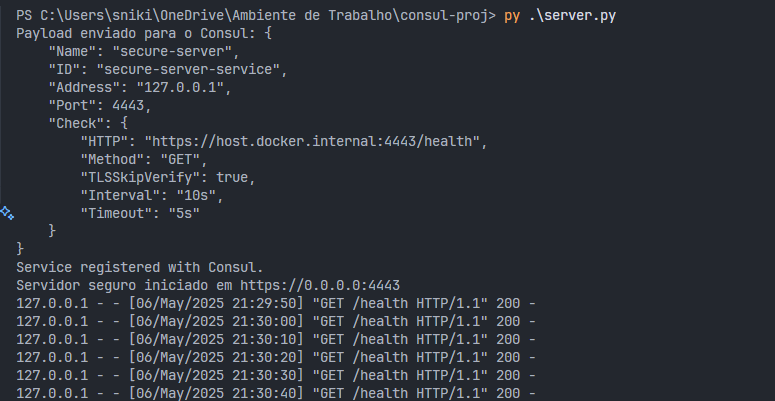 PS C:\Users\sniki\OneDrive\Ambiente de Trabalho\consul-proj> py .\server.py
Payload enviado para o Consul: {
    "Name": "secure-server",
    "ID": "secure-server-service",
    "Address": "127.0.0.1",
    "Port": 4443,
    "Check": {
        "HTTP": "https://host.docker.internal:4443/health",
        "Method": "GET",
        "TLSSkipVerify": true,
        "Interval": "10s",
        "Timeout": "5s"
    }
}
Service registered with Consul.
Servidor seguro iniciado em https://0.0.0.0:4443
127.0.0.1 - - [06/May/2025 21:29:50] "GET /health HTTP/1.1" 200 -
127.0.0.1 - - [06/May/2025 21:30:00] "GET /health HTTP/1.1" 200 -
127.0.0.1 - - [06/May/2025 21:30:10] "GET /health HTTP/1.1" 200 -
127.0.0.1 - - [06/May/2025 21:30:20] "GET /health HTTP/1.1" 200 -
127.0.0.1 - - [06/May/2025 21:30:30] "GET /health HTTP/1.1" 200 -
127.0.0.1 - - [06/May/2025 21:30:40] "GET /health HTTP/1.1" 200 -